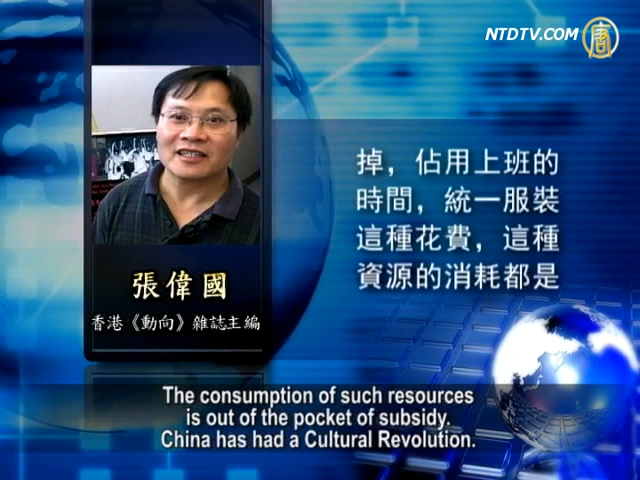 NTDTV.COM
唐
掉，佔用上班的
時間，統一服裝
這種花費，這種
資源的消耗都是
張偉國
香港《動向》雜誌主編
The consumption of such resources
is out of the pocket of subsidy.
China has had a Cultural Revolution.